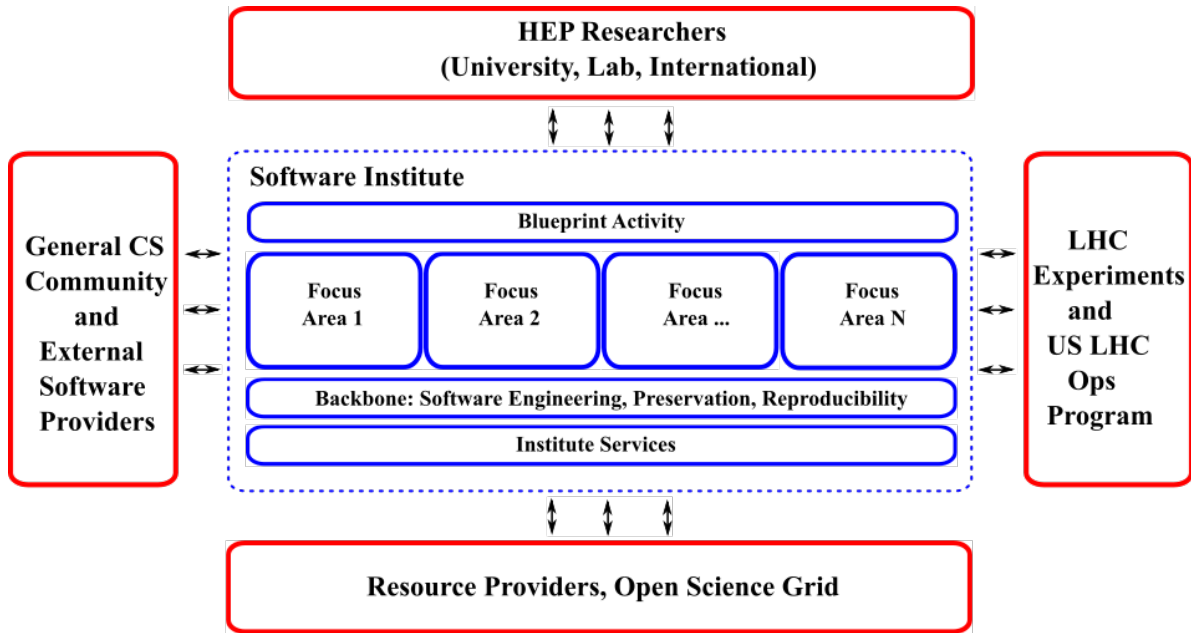 HEP Researchers
(University, Lab, International)
Software Institute
Blueprint Activity
General CS
Community
and
External
Software
Providers
Focus
Area 1
Focus
Area 2
Focus
Area ...
Focus
Area N
LHC
Experiments
and
US LHC
Ops
Program
Backbone: Software Engineering, Preservation, Reproducibility
Institute Services
Resource Providers, Open Science Grid